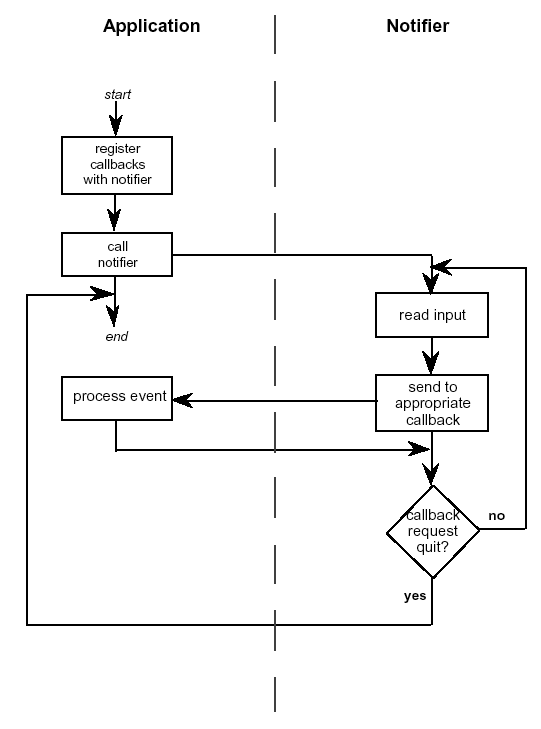 Application
Notifier
start
register
callbacks
with notifier
call
notifier
read input
end
process event
send to
appropriate
callback
callback
request
quit?
no
yes